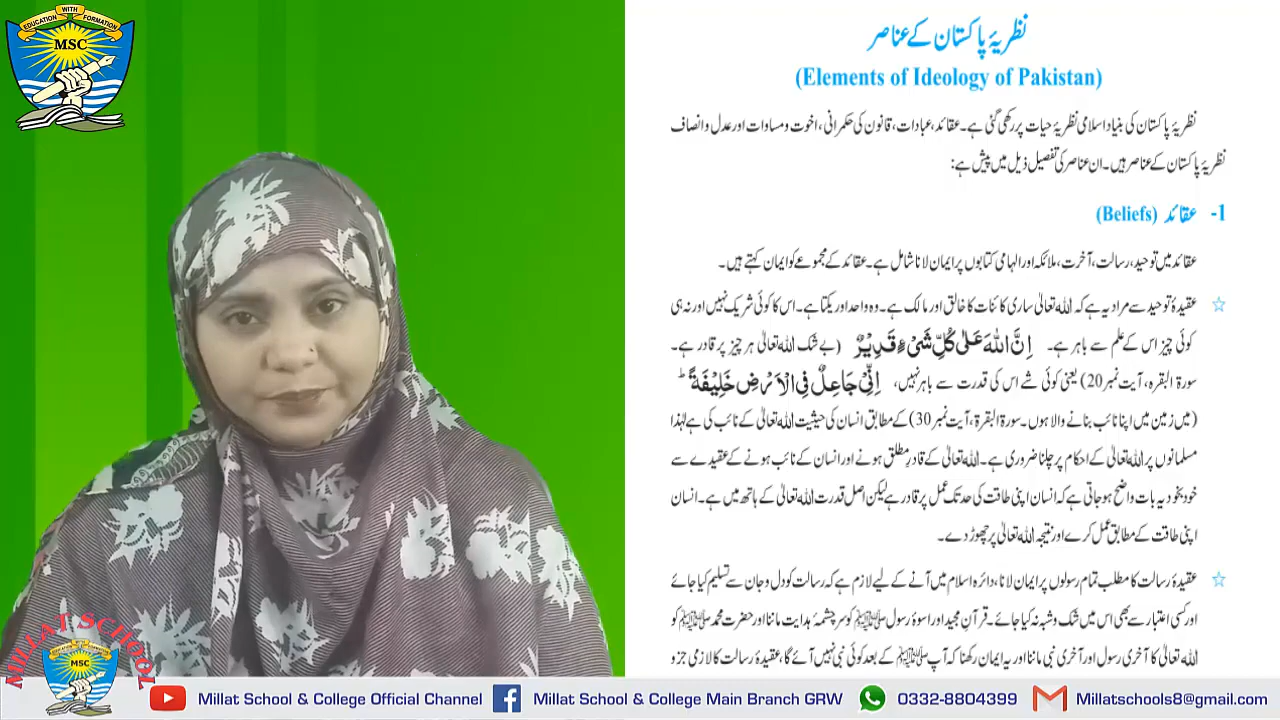 EDUCATION WITH FORMATION
MSC
نظریۂ پاکستان کے عناصر
(Elements of Ideology of Pakistan)
نظریۂ پاکستان کی بنیاد اسلامی نظریۂ حیات پر رکھی گئی ہے۔ عقائد، عبادات، قانون کی حکمرانی، اخوت و مساوات اور عدل و انصاف
نظریۂ پاکستان کے عناصر ہیں۔ ان عناصر کی تفصیل ذیل میں پیش ہے:
1- عقائد (Beliefs)
عقائد میں توحید، رسالت، آخرت، ملائکہ اور الہامی کتابوں پر ایمان لانا شامل ہے۔ عقائد کے مجموعے کو ایمان کہتے ہیں۔
☆ عقیدۂ توحید سے مراد یہ ہے کہ اللہ تعالیٰ ساری کائنات کا خالق اور مالک ہے۔ وہ واحد اور یکتا ہے۔ اس کا کوئی شریک نہیں اور نہ ہی
کوئی چیز اس کے علم سے باہر ہے۔ اِنَّ اللّٰهَ عَلٰی كُلِّ شَیْءٍ قَدِیْرٌ (بے شک اللہ تعالیٰ ہر چیز پر قادر ہے۔
سورۃ البقرہ، آیت نمبر 20) یعنی کوئی شے اس کی قدرت سے باہر نہیں، اِنِّیْ جَاعِلٌ فِی الْاَرْضِ خَلِیْفَةً ؕ
(میں زمین میں اپنا نائب بنانے والا ہوں۔ سورۃ البقرۃ، آیت نمبر 30) کے مطابق انسان کی حیثیت اللہ تعالیٰ کے نائب کی ہے لہٰذا
مسلمانوں پر اللہ تعالیٰ کے احکام پر چلنا ضروری ہے۔ اللہ تعالیٰ کے قادرِ مطلق ہونے اور انسان کے نائب ہونے کے عقیدے سے
خود بخود یہ بات واضح ہو جاتی ہے کہ انسان اپنی طاقت کی حد تک عمل پر قادر ہے لیکن اصل قدرت اللہ تعالیٰ کے ہاتھ میں ہے۔ انسان
اپنی طاقت کے مطابق عمل کرے اور نتیجہ اللہ تعالیٰ پر چھوڑ دے۔
☆ عقیدۂ رسالت کا مطلب تمام رسولوں پر ایمان لانا، دائرہ اسلام میں آنے کے لیے لازم ہے کہ رسالت کو دل و جان سے تسلیم کیا جائے
اور کسی اعتبار سے بھی اس میں شک و شبہ نہ کیا جائے۔ قرآنِ مجید اور اسوۂ رسول ﷺ کو سرچشمۂ ہدایت ماننا اور حضرت محمد ﷺ کو
اللہ تعالیٰ کا آخری رسول اور آخری نبی ماننا اور یہ ایمان رکھنا کہ آپ ﷺ کے بعد کوئی نبی نہیں آئے گا، عقیدۂ رسالت کا لازمی جزو
MILLAT SCHOOL
MSC
Millat School & College Official Channel
Millat School & College Main Branch GRW
0332-8804399
Millatschools8@gmail.com